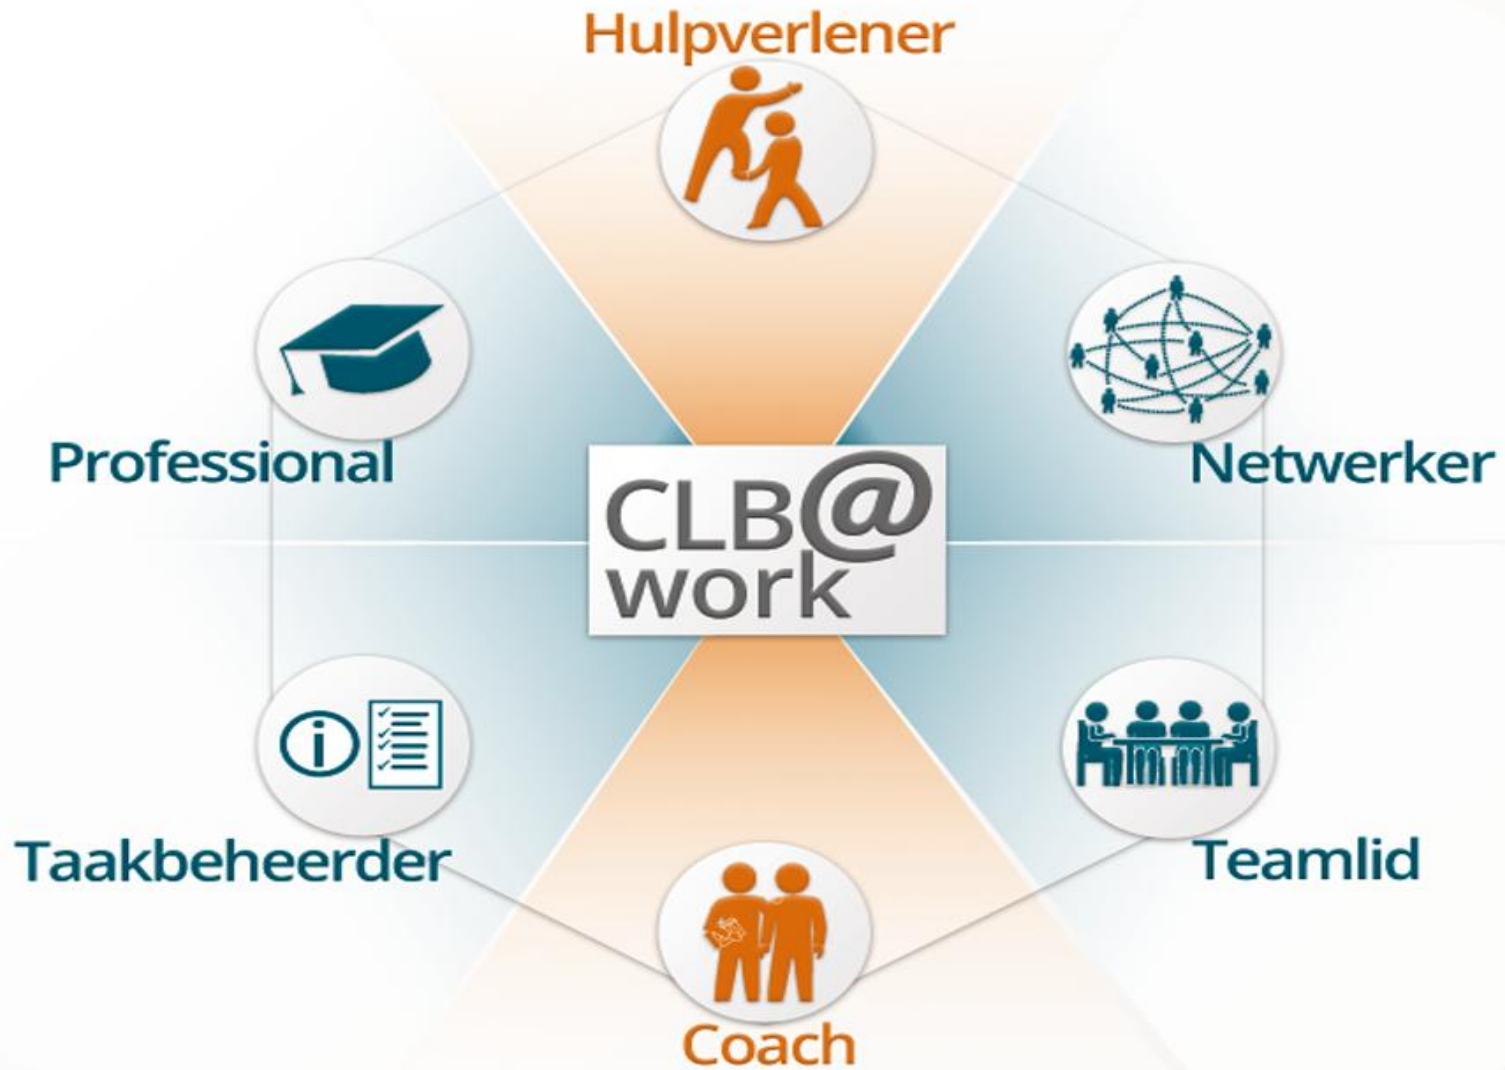 Hulpverlener
Professional
Netwerker
CLB@
work
Taakbeheerder
Teamlid
Coach